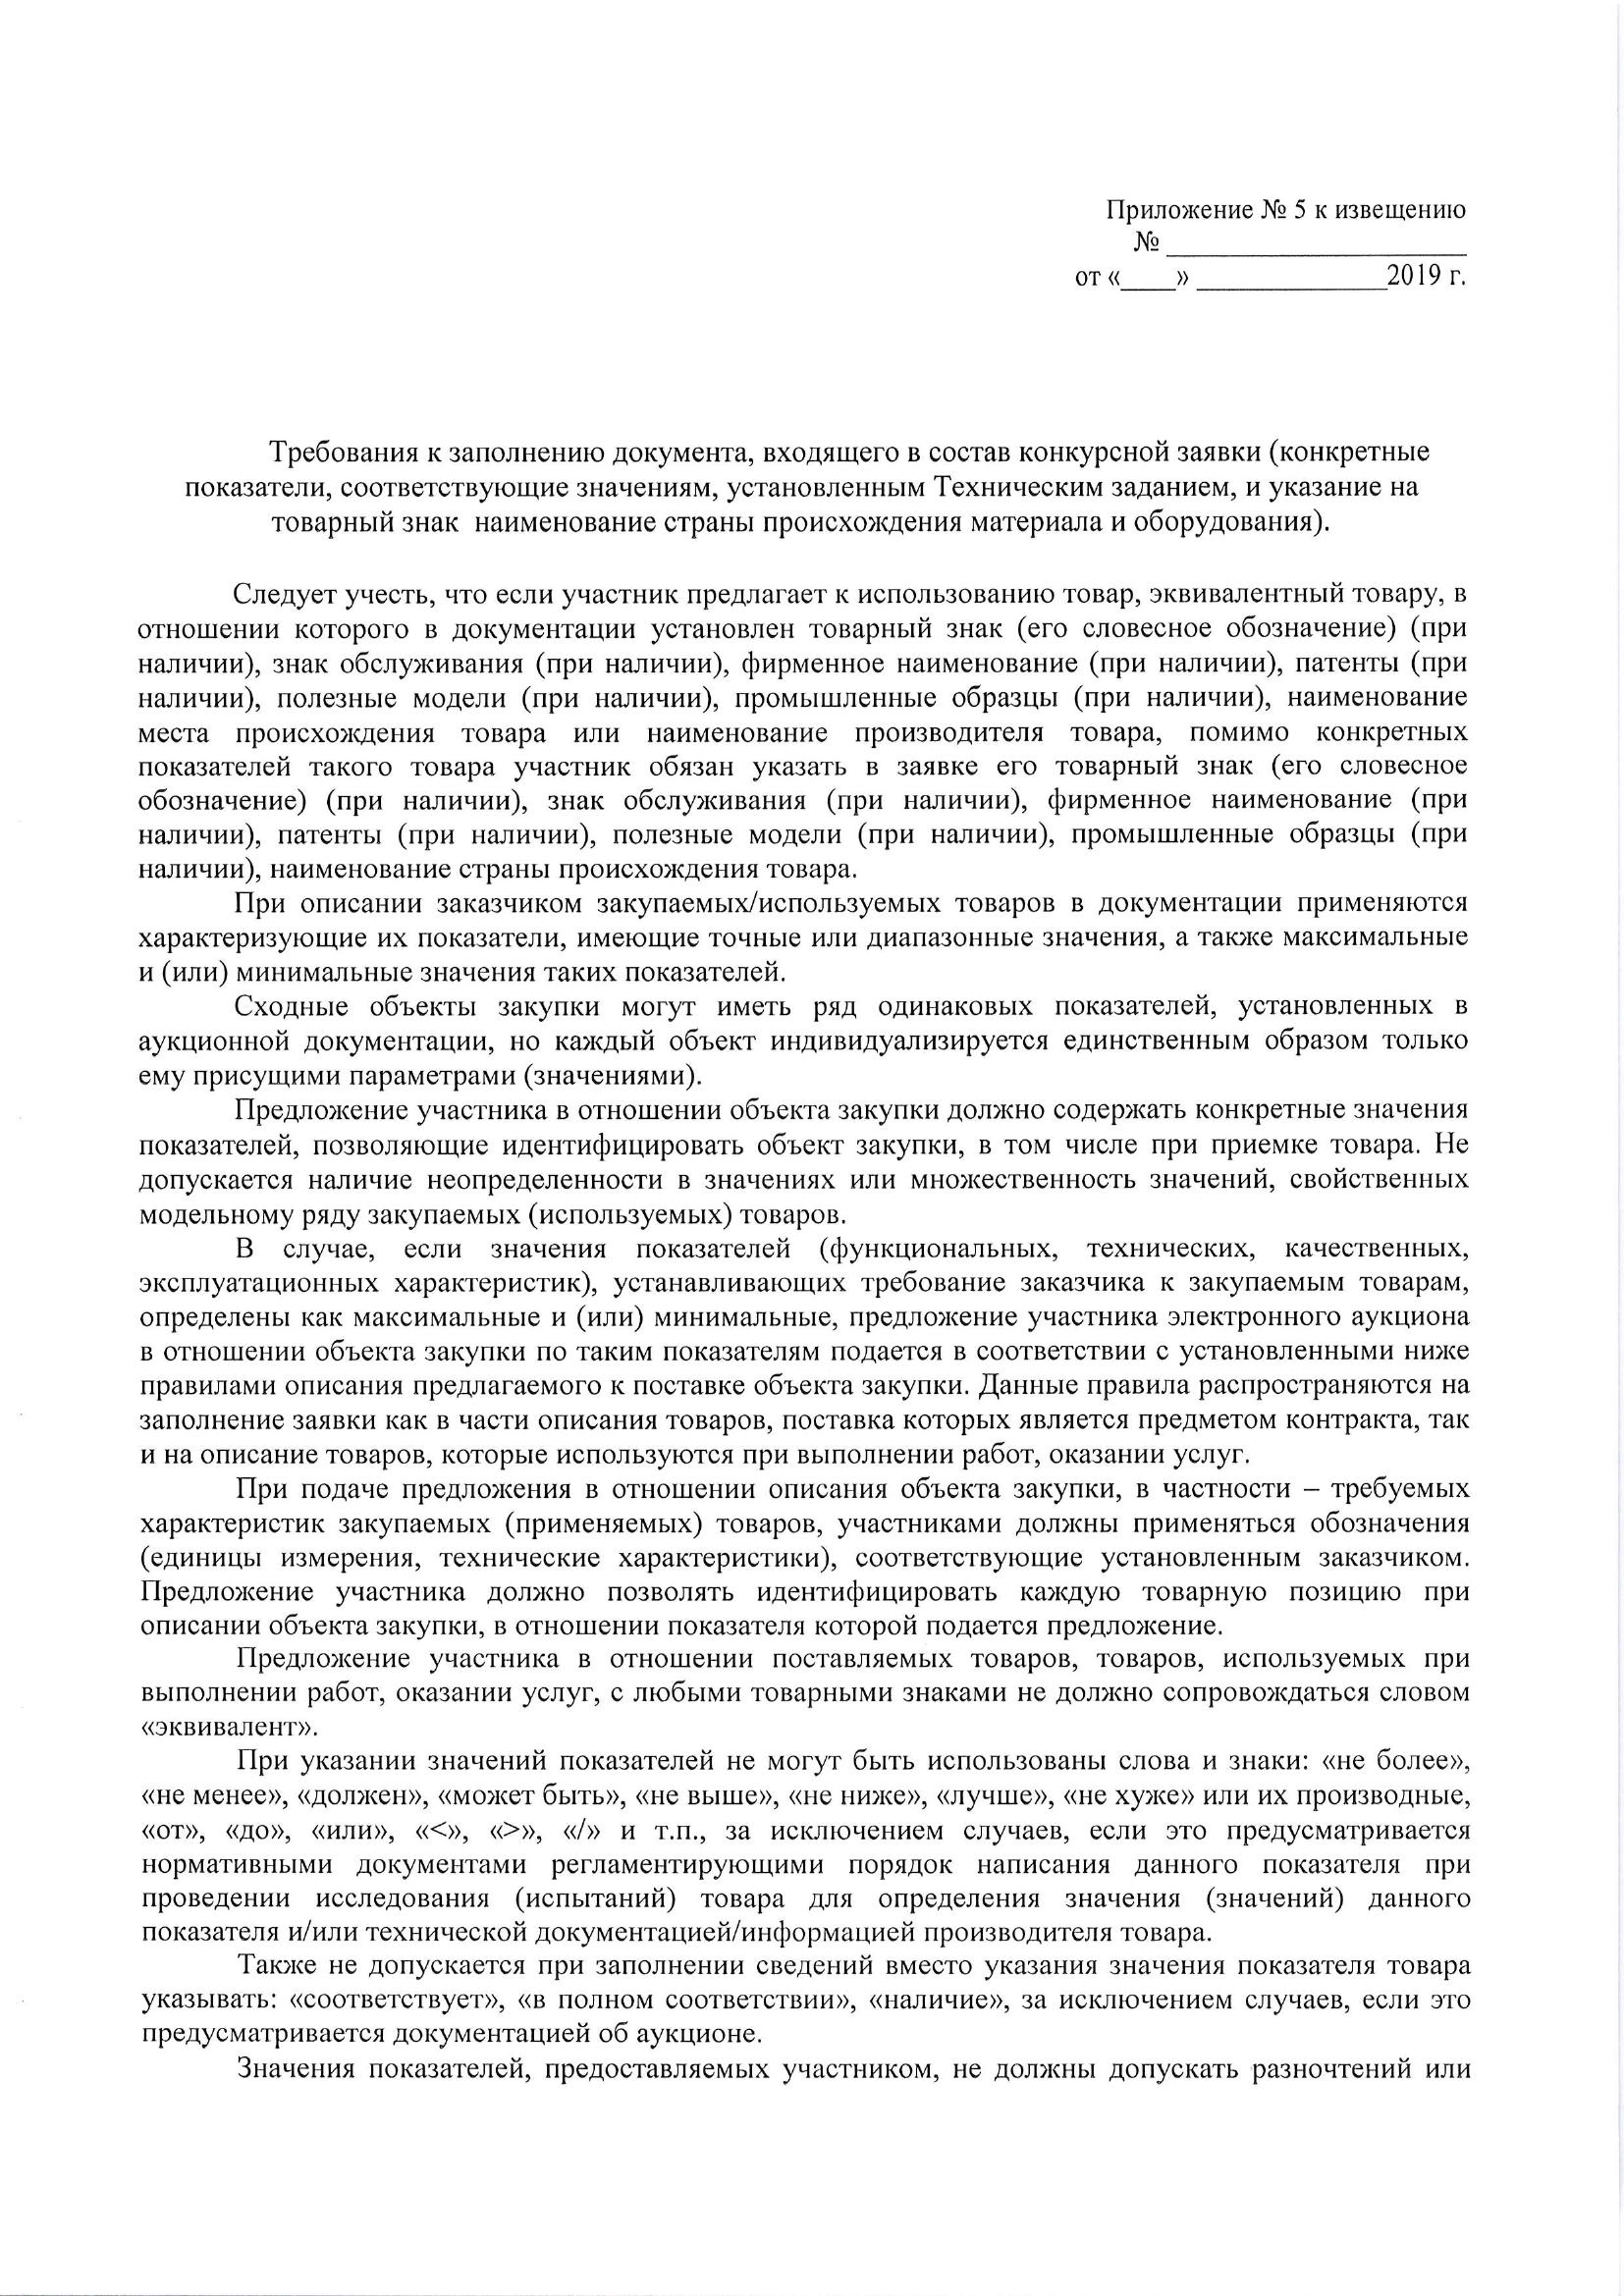 Приложение № 5 к извещению
№ ______________________
от «____» ______________2019 г.
Требования к заполнению документа, входящего в состав конкурсной заявки (конкретные
показатели, соответствующие значениям, установленным Техническим заданием, и указание на
товарный знак наименование страны происхождения материала и оборудования).
Следует учесть, что если участник предлагает к использованию товар, эквивалентный товару, в
отношении которого в документации установлен товарный знак (его словесное обозначение) (при
наличии), знак обслуживания (при наличии), фирменное наименование (при наличии), патенты (при
наличии), полезные модели (при наличии), промышленные образцы (при наличии), наименование
места происхождения товара или наименование производителя товара, помимо конкретных
показателей такого товара участник обязан указать в заявке его товарный знак (его словесное
обозначение) (при наличии), знак обслуживания (при наличии), фирменное наименование (при
наличии), патенты (при наличии), полезные модели (при наличии), промышленные образцы (при
наличии), наименование страны происхождения товара.
При описании заказчиком закупаемых/используемых товаров в документации применяются
характеризующие их показатели, имеющие точные или диапазонные значения, а также максимальные
и (или) минимальные значения таких показателей.
Сходные объекты закупки могут иметь ряд одинаковых показателей, установленных в
аукционной документации, но каждый объект индивидуализируется единственным образом только
ему присущими параметрами (значениями).
Предложение участника в отношении объекта закупки должно содержать конкретные значения
показателей, позволяющие идентифицировать объект закупки, в том числе при приемке товара. Не
допускается наличие неопределенности в значениях или множественность значений, свойственных
модельному ряду закупаемых (используемых) товаров.
В случае, если значения показателей (функциональных, технических, качественных,
эксплуатационных характеристик), устанавливающих требование заказчика к закупаемым товарам,
определены как максимальные и (или) минимальные, предложение участника электронного аукциона
в отношении объекта закупки по таким показателям подается в соответствии с установленными ниже
правилами описания предлагаемого к поставке объекта закупки. Данные правила распространяются на
заполнение заявки как в части описания товаров, поставка которых является предметом контракта, так
и на описание товаров, которые используются при выполнении работ, оказании услуг.
При подаче предложения в отношении описания объекта закупки, в частности – требуемых
характеристик закупаемых (применяемых) товаров, участниками должны применяться обозначения
(единицы измерения, технические характеристики), соответствующие установленным заказчиком.
Предложение участника должно позволять идентифицировать каждую товарную позицию при
описании объекта закупки, в отношении показателя которой подается предложение.
Предложение участника в отношении поставляемых товаров, товаров, используемых при
выполнении работ, оказании услуг, с любыми товарными знаками не должно сопровождаться словом
«эквивалент».
При указании значений показателей не могут быть использованы слова и знаки: «не более»,
«не менее», «должен», «может быть», «не выше», «не ниже», «лучше», «не хуже» или их производные,
«от», «до», «или», «<», «>», «/» и т.п., за исключением случаев, если это предусматривается
нормативными документами регламентирующими порядок написания данного показателя при
проведении исследования (испытаний) товара для определения значения (значений) данного
показателя и/или технической документацией/информацией производителя товара.
Также не допускается при заполнении сведений вместо указания значения показателя товара
указывать: «соответствует», «в полном соответствии», «наличие», за исключением случаев, если это
предусматривается документацией об аукционе.
Значения показателей, предоставляемых участником, не должны допускать разночтений или